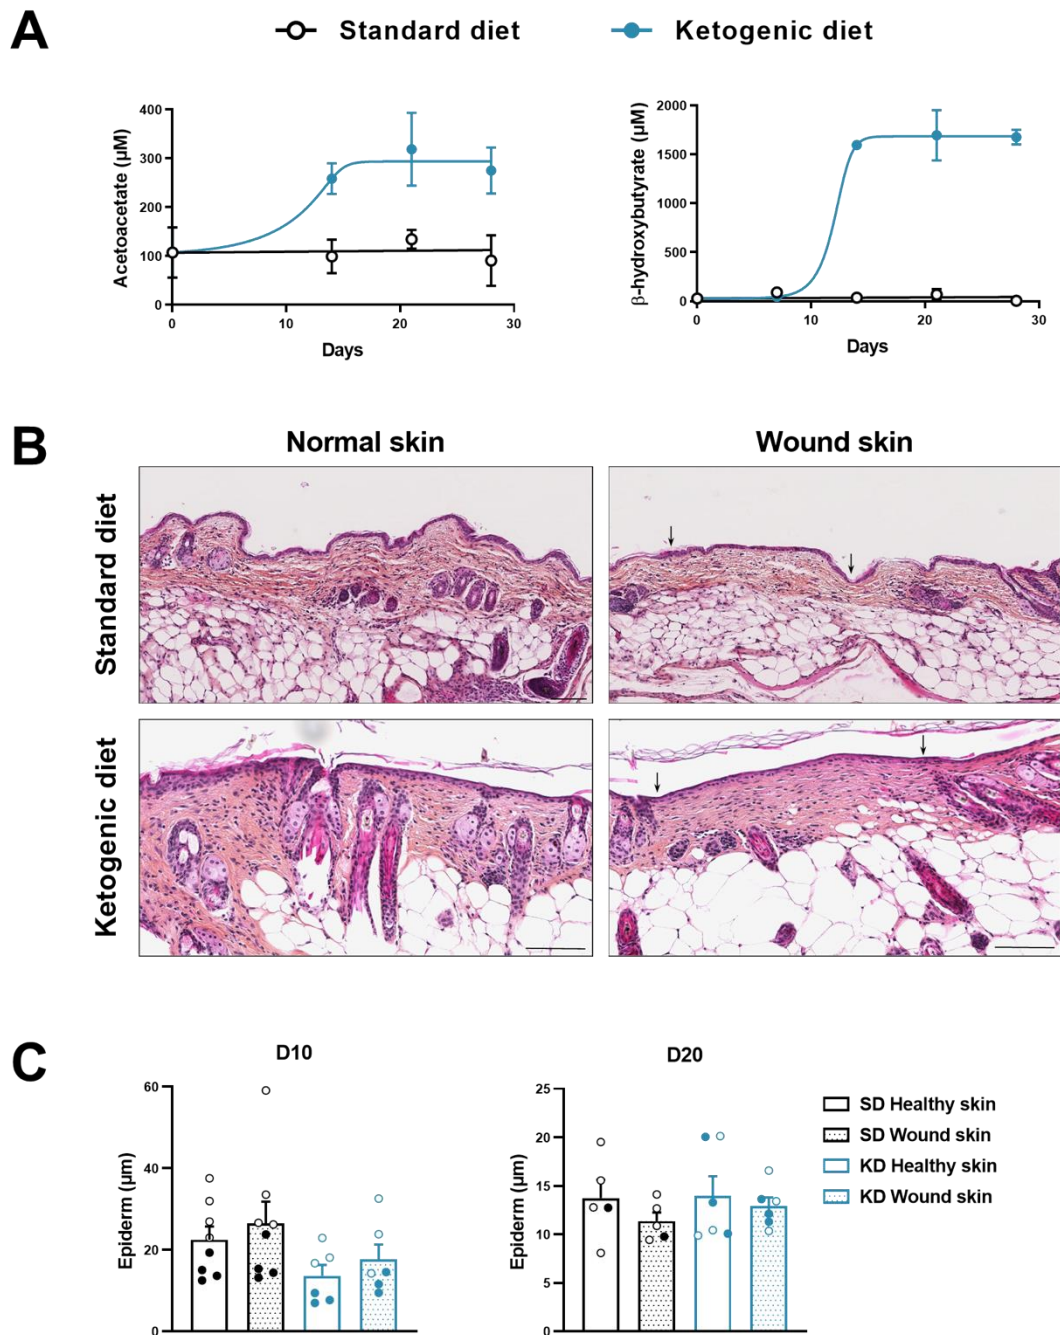 A
Standard diet
Ketogenic diet
Acetoacetate (µM)
400
300
200
100
0
0
10
20
30
Days
β-hydroxybutyrate (µM)
2000
1500
1000
500
0
0
10
20
30
Days
B
Normal skin
Wound skin
Standard diet
Ketogenic diet
C
D10
Epiderm (µm)
60
40
20
0
D20
Epiderm (µm)
25
20
15
10
5
0
SD Healthy skin
SD Wound skin
KD Healthy skin
KD Wound skin